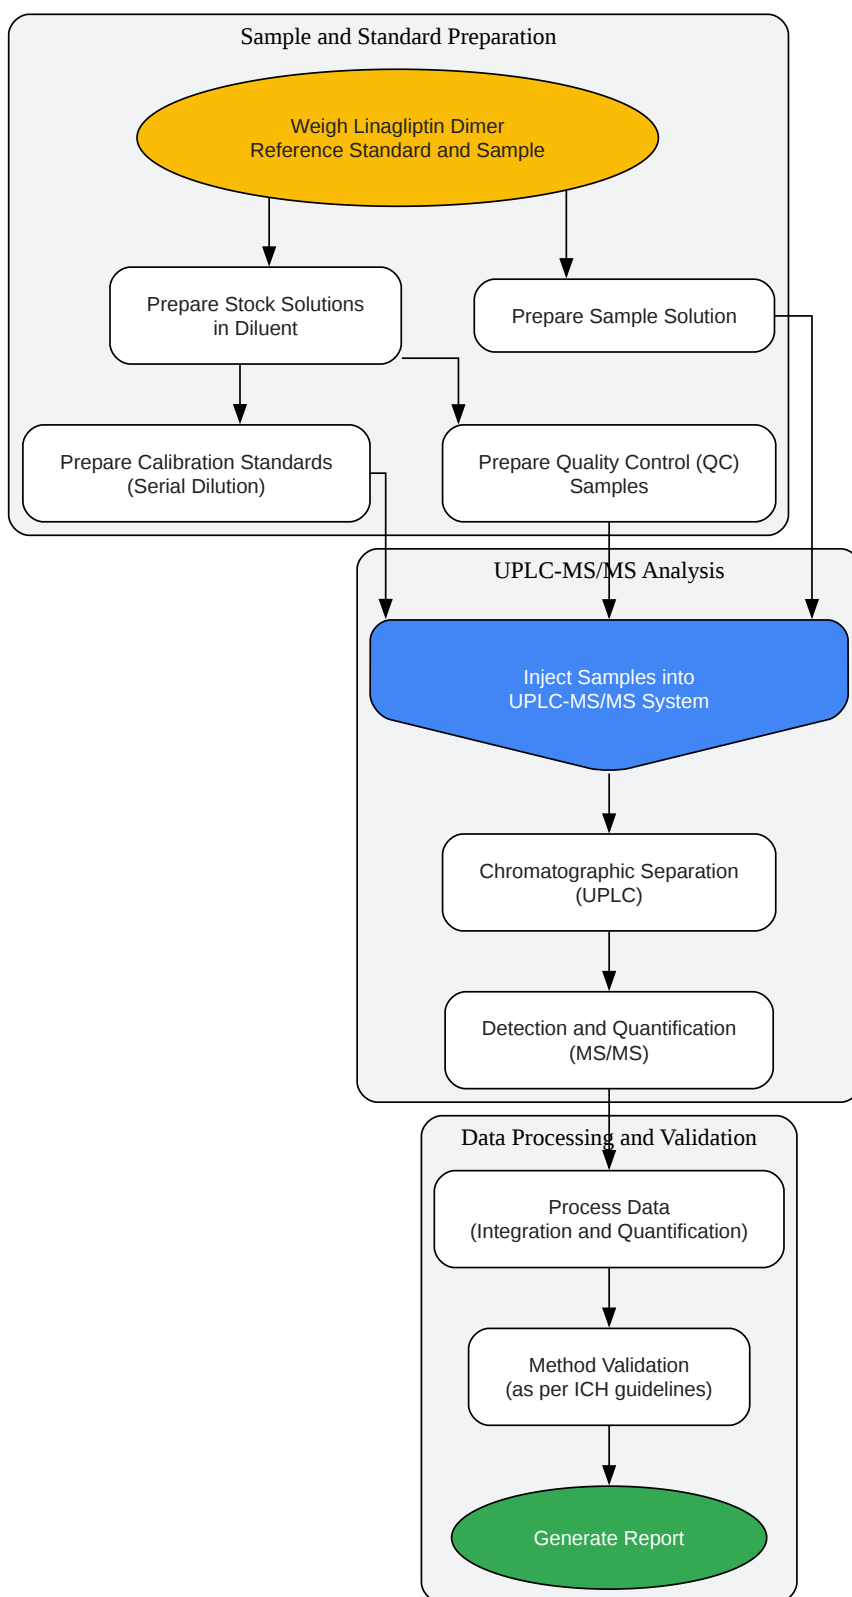 Sample and Standard Preparation
Weigh Linagliptin Dimer
Reference Standard and Sample
Prepare Stock Solutions
in Diluent
Prepare Sample Solution
Prepare Calibration Standards
(Serial Dilution)
Prepare Quality Control (QC)
Samples
UPLC-MS/MS Analysis
Inject Samples into
UPLC-MS/MS System
Chromatographic Separation
(UPLC)
Detection and Quantification
(MS/MS)
Data Processing and Validation
Process Data
(Integration and Quantification)
Method Validation
(as per ICH guidelines)
Generate Report